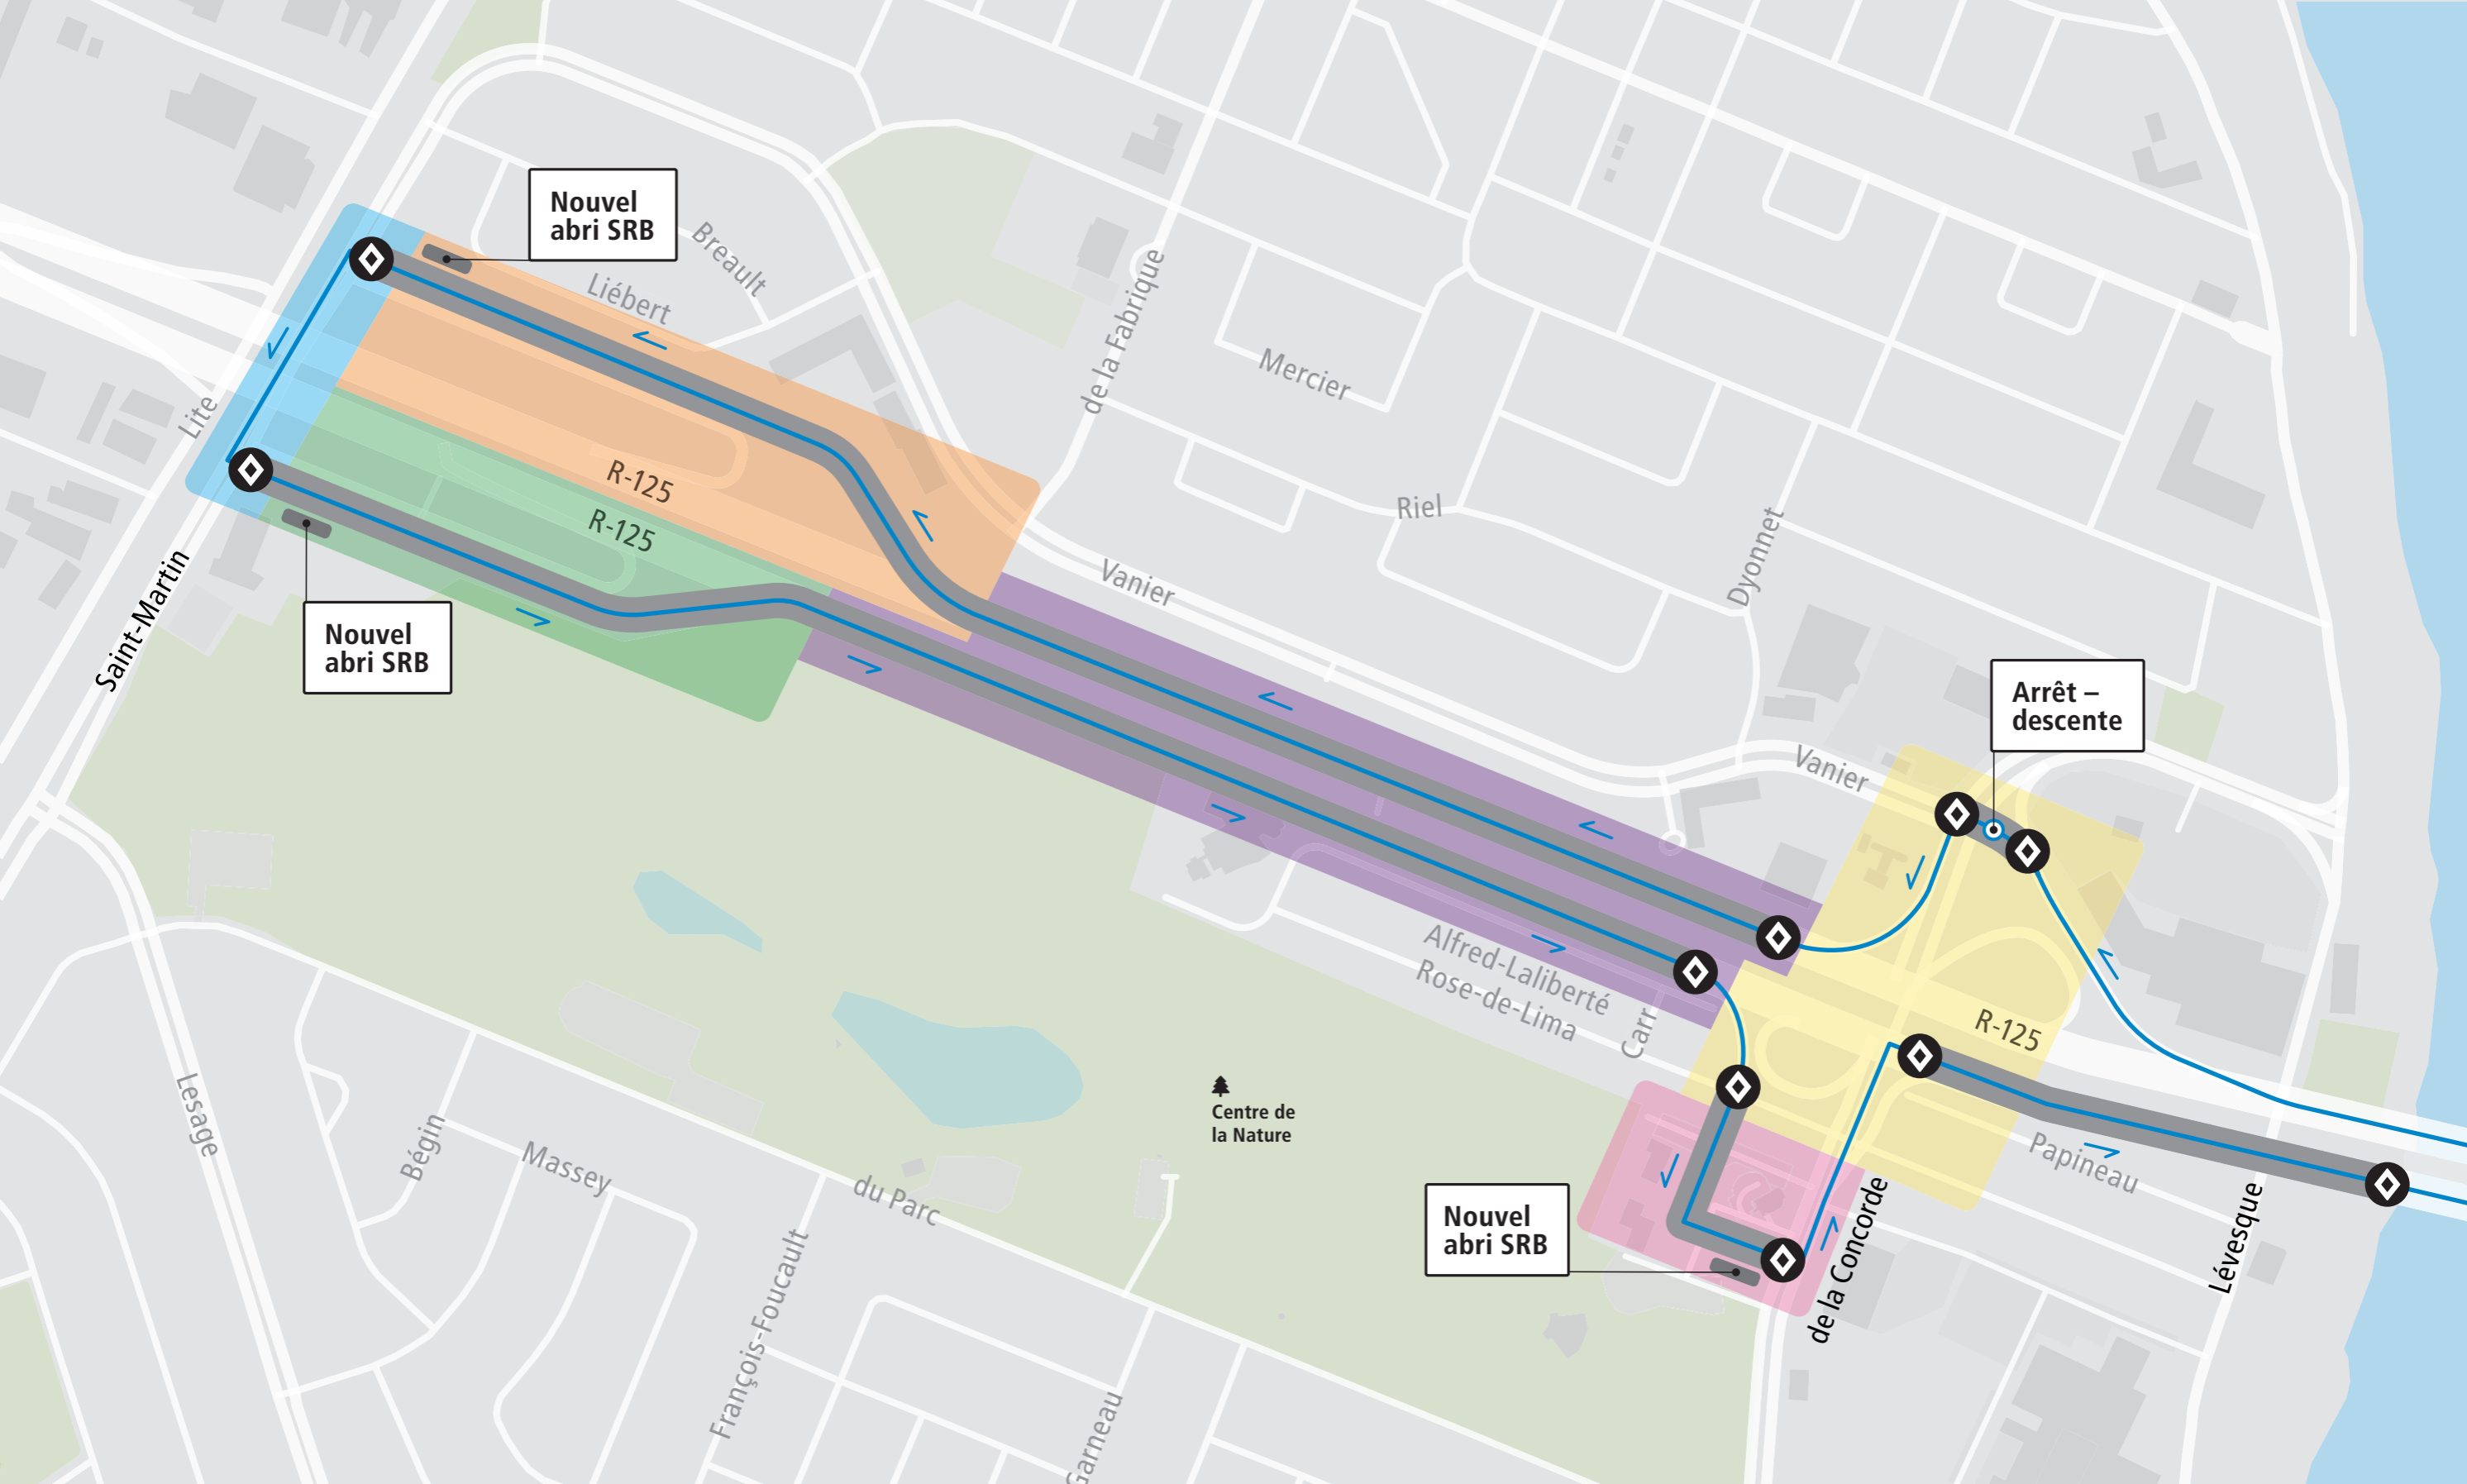 Nouvel
abri SRB
Breault
Liébert
de la Fabrique
Mercier
Lite
R-125
R-125
Riel
Dyonnet
Vanier
Saint-Martin
Nouvel
abri SRB
Arrêt –
descente
Vanier
Alfred-Laliberté
Rose-de-Lima
Carr
R-125
Centre de
la Nature
Lesage
Bégin
Massey
du Parc
Papineau
Nouvel
abri SRB
de la Concorde
Lévesque
François-Foucault
Garneau